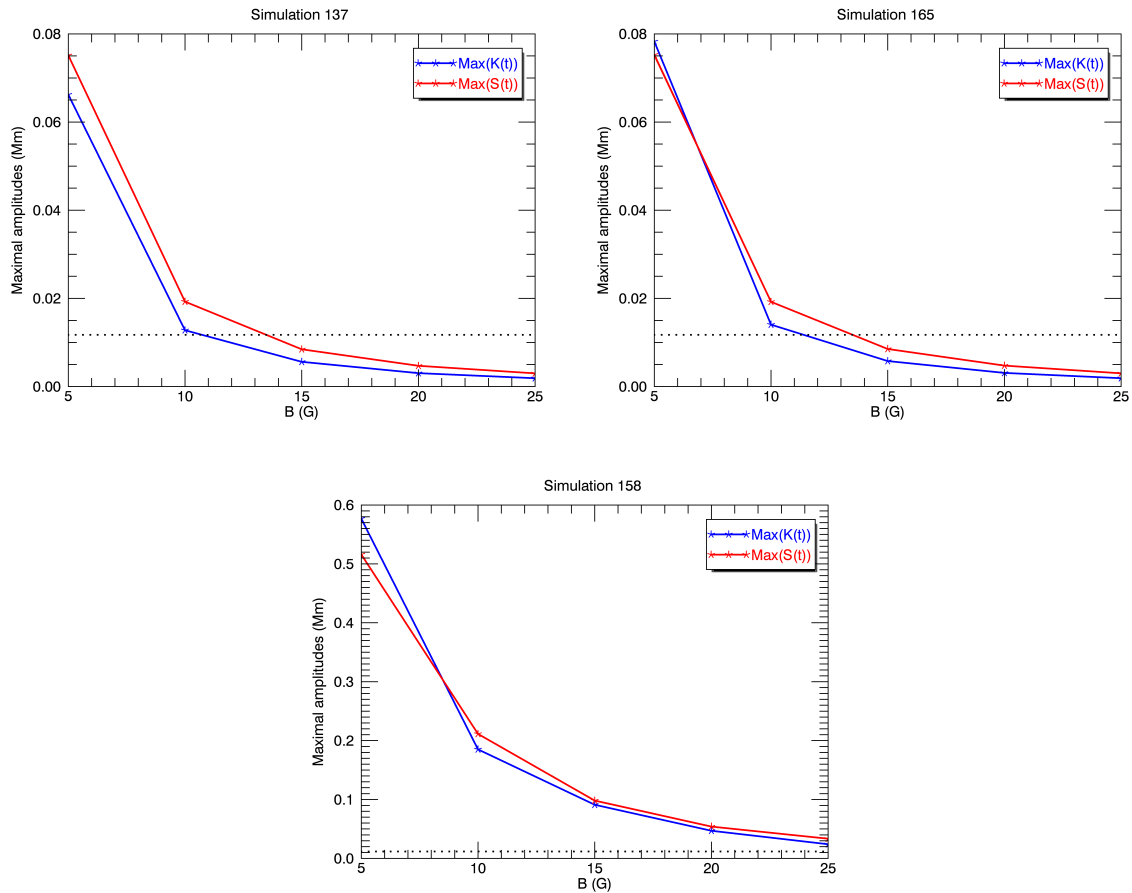 Simulation 137
Max(K(t))
Max(S(t))
Maximal amplitudes (Mm)
0.08
0.06
0.04
0.02
0.00
5 10 15 20 25
B (G)
Simulation 165
Max(K(t))
Max(S(t))
Maximal amplitudes (Mm)
0.08
0.06
0.04
0.02
0.00
5 10 15 20 25
B (G)
Simulation 158
Max(K(t))
Max(S(t))
Maximal amplitudes (Mm)
0.6
0.5
0.4
0.3
0.2
0.1
0.0
5 10 15 20 25
B (G)